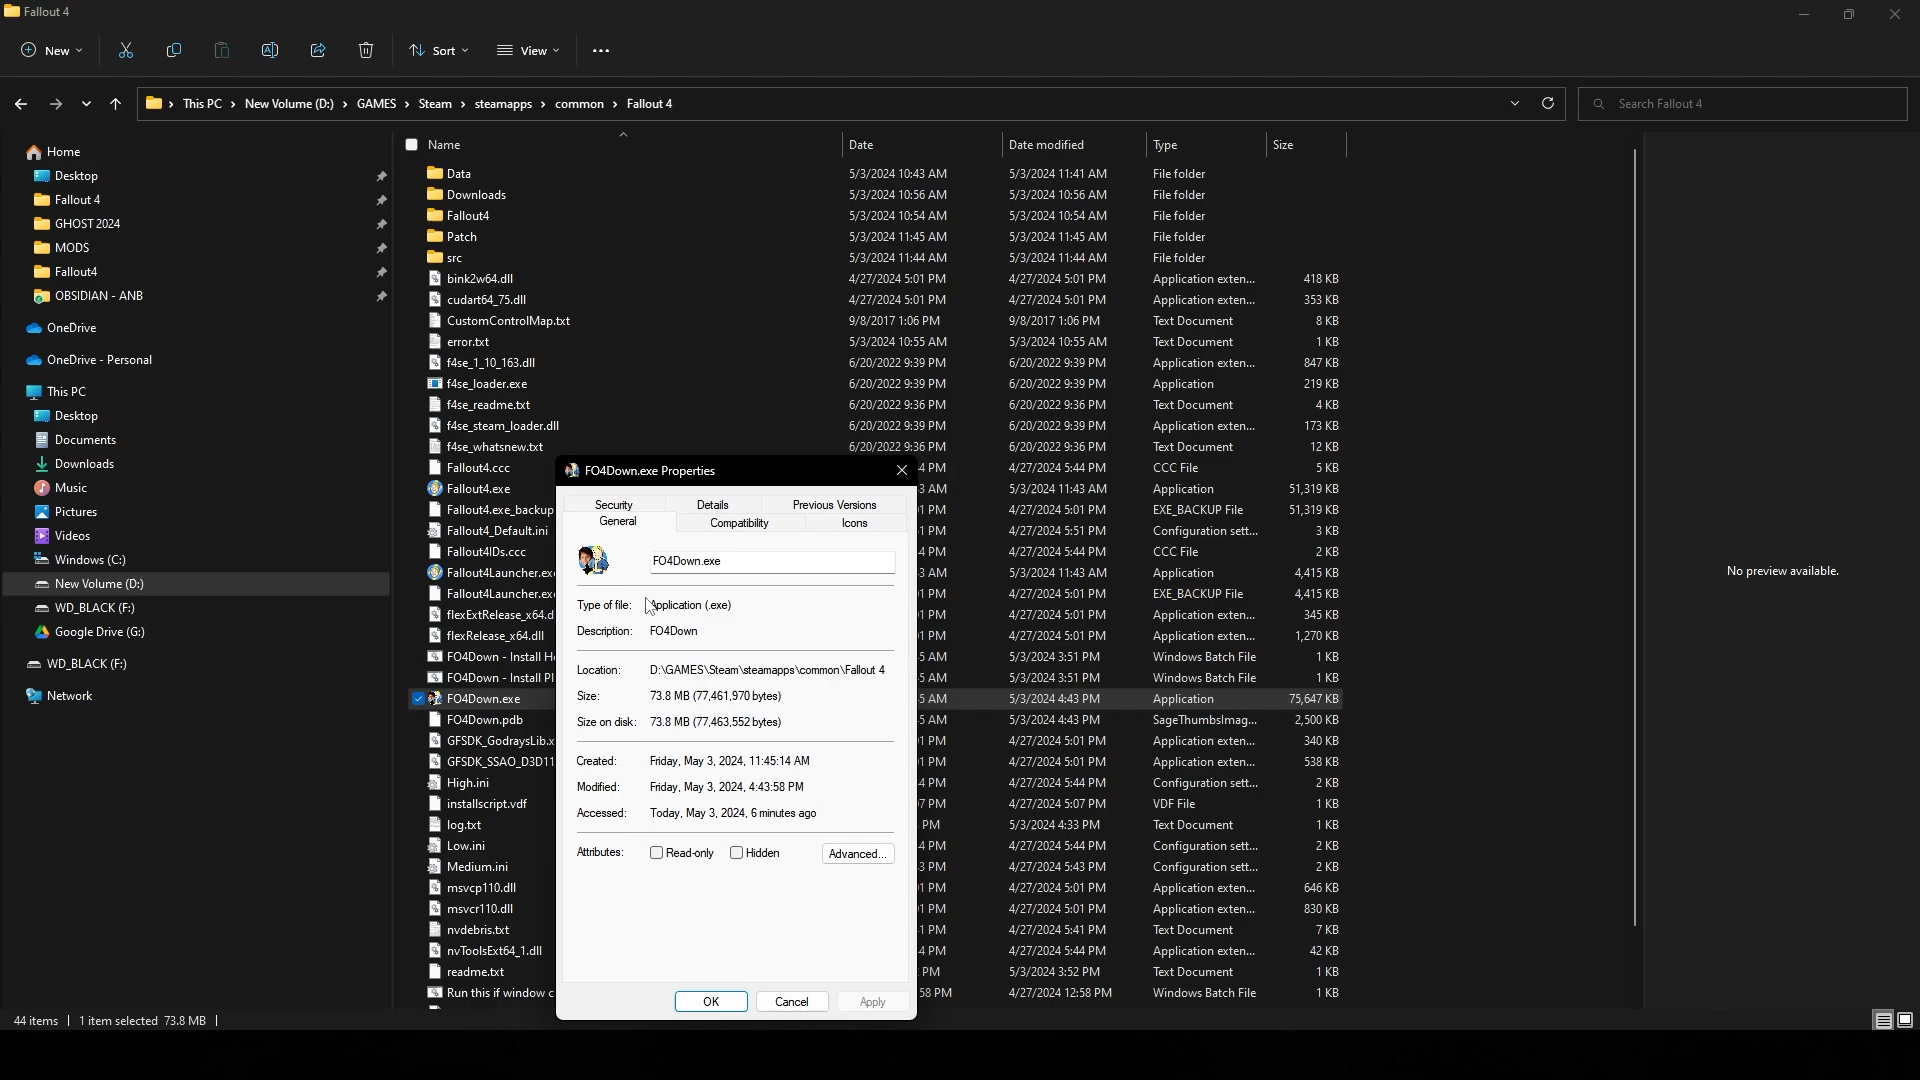 Fallout 4
New Sort View
This PC New Volume (D:) GAMES Steam steamapps common Fallout 4 Search Fallout 4
Name Date Date modified Type Size
Home
Desktop
Fallout 4
GHOST 2024
MODS
Fallout4
OBSIDIAN - ANB
OneDrive
OneDrive - Personal
This PC
Desktop
Documents
Downloads
Music
Pictures
Videos
Windows (C:)
New Volume (D:)
WD_BLACK (F:)
Google Drive (G:)
WD_BLACK (F:)
Network
Data 5/3/2024 10:43 AM 5/3/2024 11:41 AM File folder
Downloads 5/3/2024 10:56 AM 5/3/2024 10:56 AM File folder
Fallout4 5/3/2024 10:54 AM 5/3/2024 10:54 AM File folder
Patch 5/3/2024 11:45 AM 5/3/2024 11:45 AM File folder
src 5/3/2024 11:44 AM 5/3/2024 11:44 AM File folder
bink2w64.dll 4/27/2024 5:01 PM 4/27/2024 5:01 PM Application exten... 418 KB
cudart64_75.dll 4/27/2024 5:01 PM 4/27/2024 5:01 PM Application exten... 353 KB
CustomControlMap.txt 9/8/2017 1:06 PM 9/8/2017 1:06 PM Text Document 8 KB
error.txt 5/3/2024 10:55 AM 5/3/2024 10:55 AM Text Document 1 KB
f4se_1_10_163.dll 6/20/2022 9:39 PM 6/20/2022 9:39 PM Application exten... 847 KB
f4se_loader.exe 6/20/2022 9:39 PM 6/20/2022 9:39 PM Application 219 KB
f4se_readme.txt 6/20/2022 9:36 PM 6/20/2022 9:36 PM Text Document 4 KB
f4se_steam_loader.dll 6/20/2022 9:39 PM 6/20/2022 9:39 PM Application exten... 173 KB
f4se_whatsnew.txt 6/20/2022 9:36 PM 6/20/2022 9:36 PM Text Document 12 KB
Fallout4.ccc 4 PM 4/27/2024 5:44 PM CCC File 5 KB
Fallout4.exe 3 AM 5/3/2024 11:43 AM Application 51,319 KB
Fallout4.exe_backup 1 PM 4/27/2024 5:01 PM EXE_BACKUP File 51,319 KB
Fallout4_Default.ini 1 PM 4/27/2024 5:51 PM Configuration sett... 3 KB
Fallout4IDs.ccc 4 PM 4/27/2024 5:44 PM CCC File 2 KB
Fallout4Launcher.ex 3 AM 5/3/2024 11:43 AM Application 4,415 KB
Fallout4Launcher.ex 1 PM 4/27/2024 5:01 PM EXE_BACKUP File 4,415 KB
flexExtRelease_x64.d 1 PM 4/27/2024 5:01 PM Application exten... 345 KB
flexRelease_x64.dll 1 PM 4/27/2024 5:01 PM Application exten... 1,270 KB
FO4Down - Install H 5 AM 5/3/2024 3:51 PM Windows Batch File 1 KB
FO4Down - Install Pl 5 AM 5/3/2024 3:51 PM Windows Batch File 1 KB
FO4Down.exe 5 AM 5/3/2024 4:43 PM Application 75,647 KB
FO4Down.pdb 5 AM 5/3/2024 4:43 PM SageThumbsImag... 2,500 KB
GFSDK_GodraysLib.x 1 PM 4/27/2024 5:01 PM Application exten... 340 KB
GFSDK_SSAO_D3D11 1 PM 4/27/2024 5:01 PM Application exten... 538 KB
High.ini 4 PM 4/27/2024 5:44 PM Configuration sett... 2 KB
installscript.vdf 7 PM 4/27/2024 5:07 PM VDF File 1 KB
log.txt PM 5/3/2024 4:33 PM Text Document 1 KB
Low.ini 4 PM 4/27/2024 5:44 PM Configuration sett... 2 KB
Medium.ini 3 PM 4/27/2024 5:43 PM Configuration sett... 2 KB
msvcp110.dll 1 PM 4/27/2024 5:01 PM Application exten... 646 KB
msvcr110.dll 1 PM 4/27/2024 5:01 PM Application exten... 830 KB
nvdebris.txt 1 PM 4/27/2024 5:41 PM Text Document 7 KB
nvToolsExt64_1.dll 4 PM 4/27/2024 5:44 PM Application exten... 42 KB
readme.txt PM 5/3/2024 3:52 PM Text Document 1 KB
Run this if window c 58 PM 4/27/2024 12:58 PM Windows Batch File 1 KB
FO4Down.exe Properties
Security Details Previous Versions
General Compatibility Icons
FO4Down.exe
Type of file: Application (.exe)
Description: FO4Down
Location: D:\GAMES\Steam\steamapps\common\Fallout 4
Size: 73.8 MB (77,461,970 bytes)
Size on disk: 73.8 MB (77,463,552 bytes)
Created: Friday, May 3, 2024, 11:45:14 AM
Modified: Friday, May 3, 2024, 4:43:58 PM
Accessed: Today, May 3, 2024, 6 minutes ago
Attributes: Read-only Hidden Advanced...
OK Cancel Apply
No preview available.
44 items 1 item selected 73.8 MB